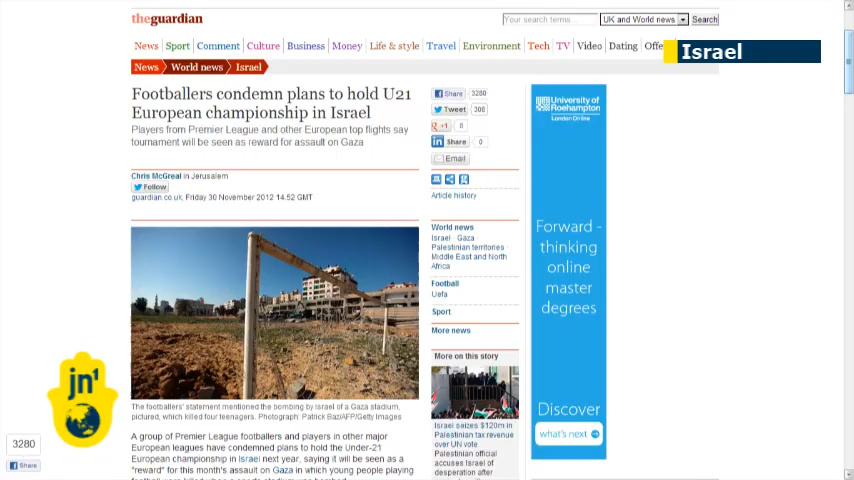 theguardian
Your search terms...
UK and World news
Search
News Sport Comment Culture Business Money Life & style Travel Environment Tech TV Video Dating Offe
Israel
News World news Israel
Footballers condemn plans to hold U21
European championship in Israel
Players from Premier League and other European top flights say
tournament will be seen as reward for assault on Gaza
Chris McGreal in Jerusalem
Follow
guardian.co.uk, Friday 30 November 2012 14.52 GMT
Share 3280
Tweet 308
+1 8
in Share 0
Email
Article history
World news
Israel · Gaza
Palestinian territories ·
Middle East and North
Africa
Football
Uefa
Sport
More news
More on this story
Israel seizes $120m in
Palestinian tax revenue
over UN vote
Palestinian official
accuses Israel of
desperation after
The footballers' statement mentioned the bombing by Israel of a Gaza stadium,
pictured, which killed four teenagers. Photograph: Patrick Baz/AFP/Getty Images
A group of Premier League footballers and players in other major
European leagues have condemned plans to hold the Under-21
European championship in Israel next year, saying it will be seen as a
"reward" for this month's assault on Gaza in which young people playing
University of
Roehampton
London Online
Forward -
thinking
online
master
degrees
Discover
what's next
jn1
3280
Share